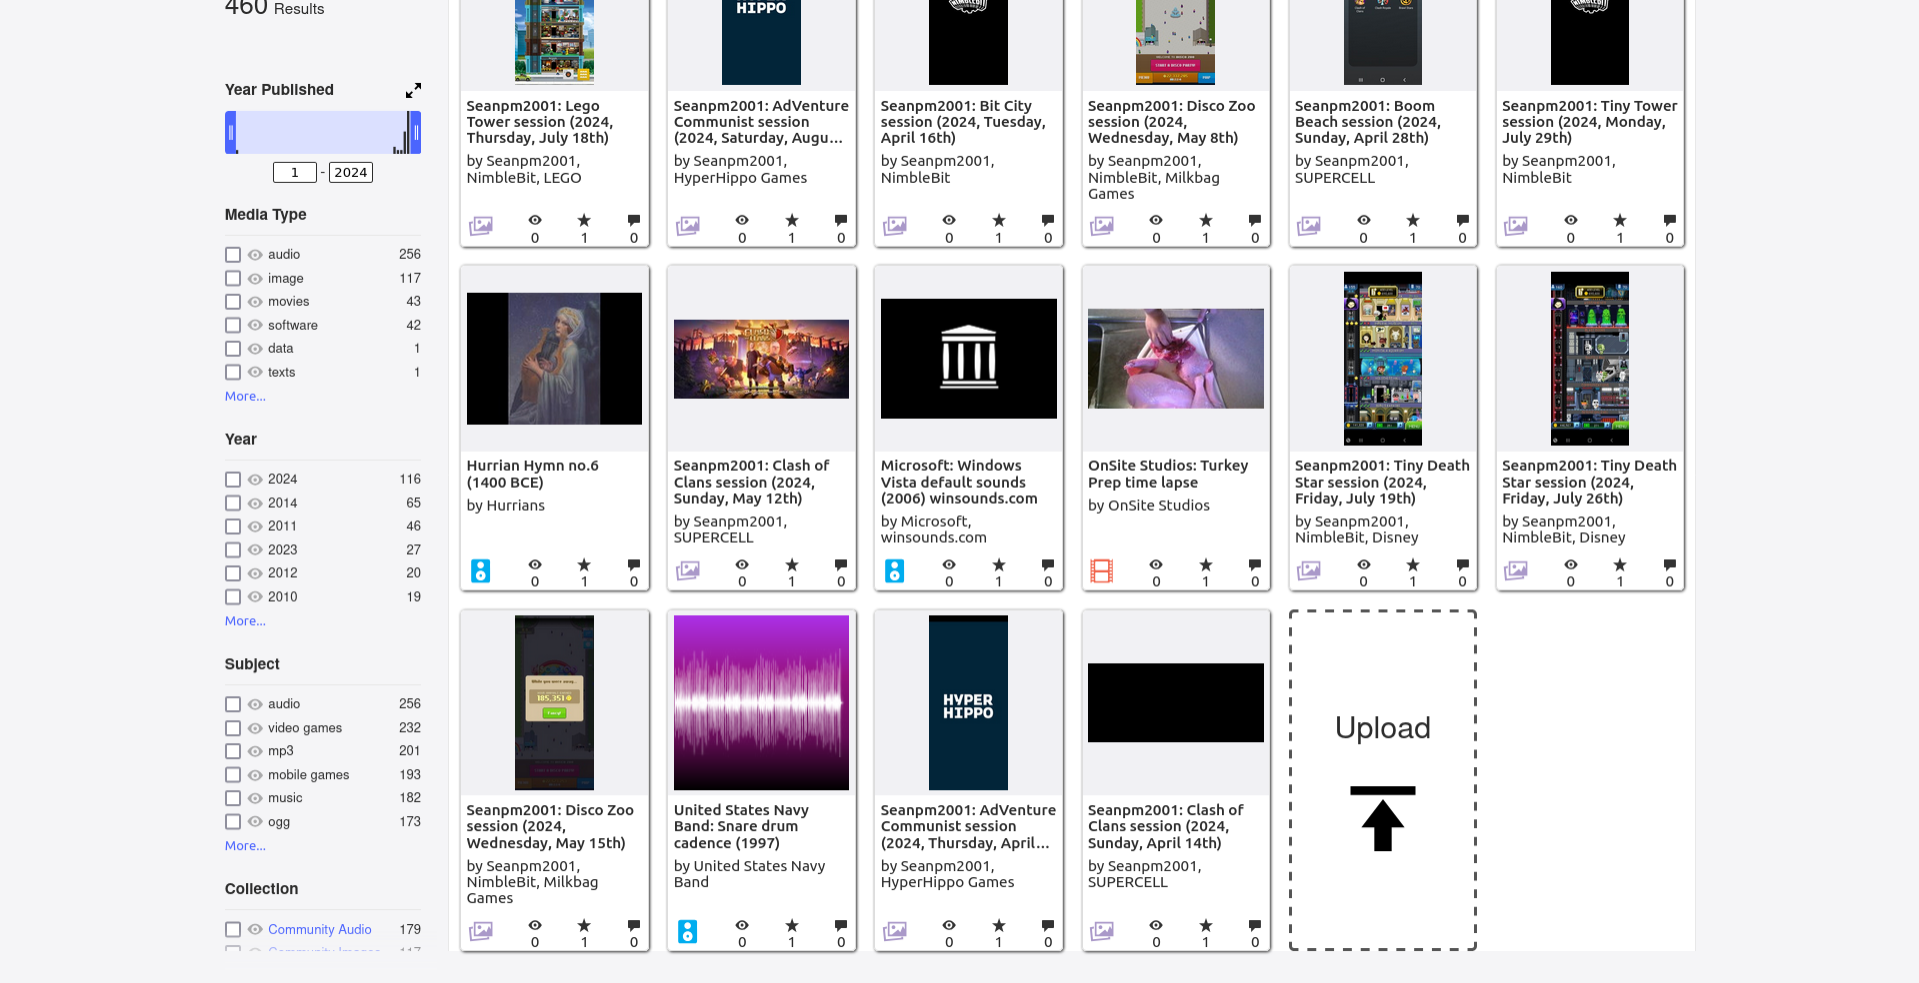 460 Results
Year Published
1 - 2024
Media Type
audio 256
image 117
movies 43
software 42
data 1
texts 1
More...
Year
2024 116
2014 65
2011 46
2023 27
2012 20
2010 19
More...
Subject
audio 256
video games 232
mp3 201
mobile games 193
music 182
ogg 173
More...
Collection
Community Audio 179
Community Images 117
Seanpm2001: Lego
Tower session (2024,
Thursday, July 18th)
by Seanpm2001,
NimbleBit, LEGO
0 1 0
HIPPO
Seanpm2001: AdVenture
Communist session
(2024, Saturday, Augu...
by Seanpm2001,
HyperHippo Games
0 1 0
NIMBLEBIT
Seanpm2001: Bit City
session (2024, Tuesday,
April 16th)
by Seanpm2001,
NimbleBit
0 1 0
Seanpm2001: Disco Zoo
session (2024,
Wednesday, May 8th)
by Seanpm2001,
NimbleBit, Milkbag
Games
0 1 0
Seanpm2001: Boom
Beach session (2024,
Sunday, April 28th)
by Seanpm2001,
SUPERCELL
0 1 0
NIMBLEBIT
Seanpm2001: Tiny Tower
session (2024, Monday,
July 29th)
by Seanpm2001,
NimbleBit
0 1 0
Hurrian Hymn no.6
(1400 BCE)
by Hurrians
0 1 0
Seanpm2001: Clash of
Clans session (2024,
Sunday, May 12th)
by Seanpm2001,
SUPERCELL
0 1 0
Microsoft: Windows
Vista default sounds
(2006) winsounds.com
by Microsoft,
winsounds.com
0 1 0
OnSite Studios: Turkey
Prep time lapse
by OnSite Studios
0 1 0
Seanpm2001: Tiny Death
Star session (2024,
Friday, July 19th)
by Seanpm2001,
NimbleBit, Disney
0 1 0
Seanpm2001: Tiny Death
Star session (2024,
Friday, July 26th)
by Seanpm2001,
NimbleBit, Disney
0 1 0
While you were away...
Seanpm2001: Disco Zoo
session (2024,
Wednesday, May 15th)
by Seanpm2001,
NimbleBit, Milkbag
Games
0 1 0
United States Navy
Band: Snare drum
cadence (1997)
by United States Navy
Band
0 1 0
HYPER
HIPPO
Seanpm2001: AdVenture
Communist session
(2024, Thursday, April...
by Seanpm2001,
HyperHippo Games
0 1 0
Seanpm2001: Clash of
Clans session (2024,
Sunday, April 14th)
by Seanpm2001,
SUPERCELL
0 1 0
Upload